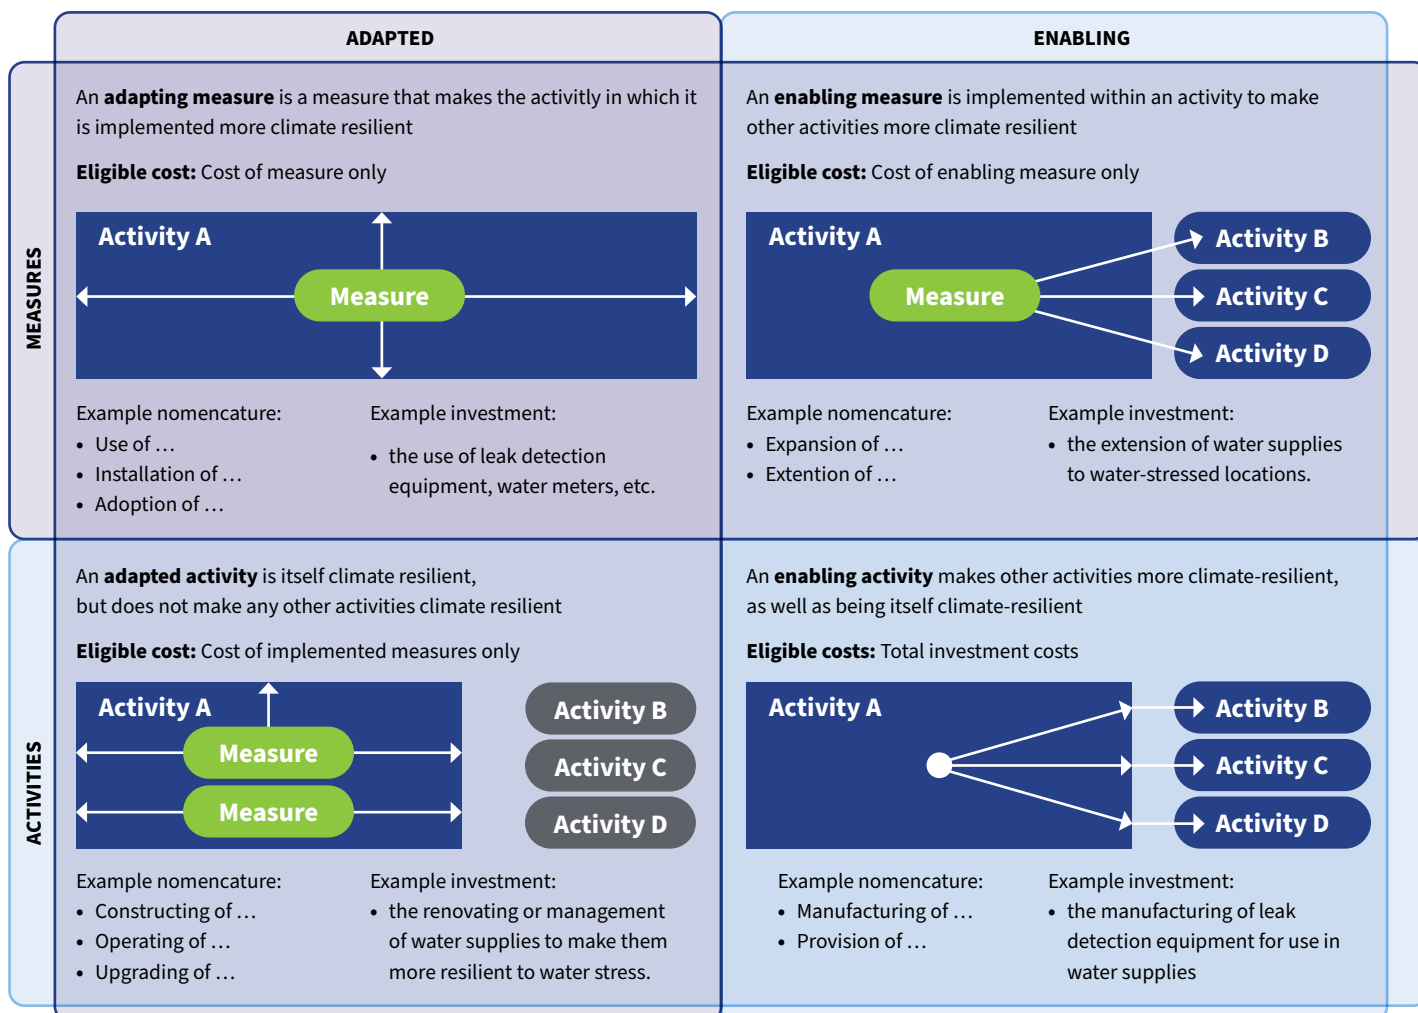 ADAPTED
ENABLING
MEASURES
An adapting measure is a measure that makes the activitly in which it
is implemented more climate resilient
Eligible cost: Cost of measure only
Activity A
Measure
Example nomencature:
• Use of …
• Installation of …
• Adoption of …
Example investment:
• the use of leak detection
equipment, water meters, etc.
An enabling measure is implemented within an activity to make
other activities more climate resilient
Eligible cost: Cost of enabling measure only
Activity A
Measure
Activity B
Activity C
Activity D
Example nomencature:
• Expansion of …
• Extention of …
Example investment:
• the extension of water supplies
to water-stressed locations.
ACTIVITIES
An adapted activity is itself climate resilient,
but does not make any other activities climate resilient
Eligible cost: Cost of implemented measures only
Activity A
Measure
Measure
Activity B
Activity C
Activity D
Example nomencature:
• Constructing of …
• Operating of …
• Upgrading of …
Example investment:
• the renovating or management
of water supplies to make them
more resilient to water stress.
An enabling activity makes other activities more climate-resilient,
as well as being itself climate-resilient
Eligible costs: Total investment costs
Activity A
Activity B
Activity C
Activity D
Example nomencature:
• Manufacturing of …
• Provision of …
Example investment:
• the manufacturing of leak
detection equipment for use in
water supplies